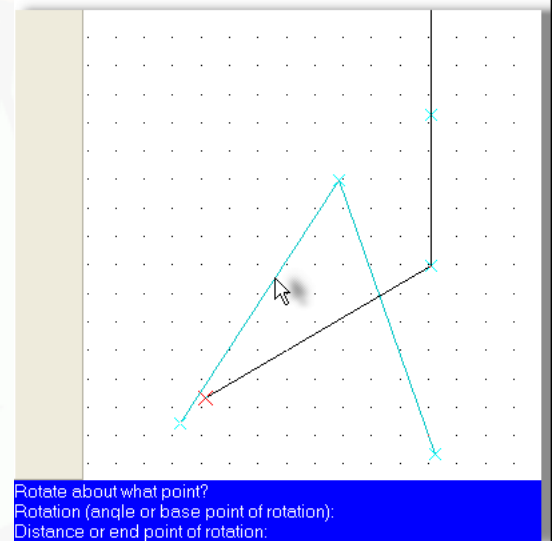 Rotate about what point?
Rotation (angle or base point of rotation):
Distance or end point of rotation: